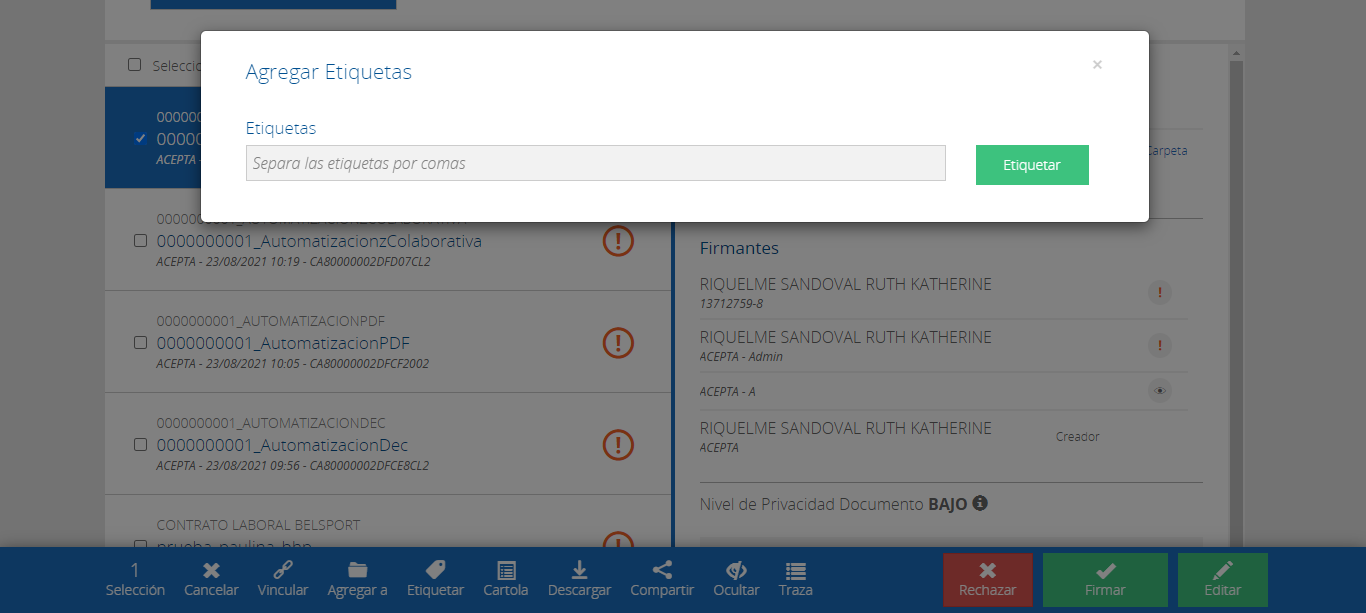 Agregar Etiquetas
×
Etiquetas
Separa las etiquetas por comas
Etiquetar
ACEPTA -
Carpeta
0000000001_AutomatizacionzColaborativa
ACEPTA - 23/08/2021 10:19 - CA80000002DFD07CL2
0000000001_AUTOMATIZACIONPDF
0000000001_AutomatizacionPDF
ACEPTA - 23/08/2021 10:05 - CA80000002DFCF2002
0000000001_AUTOMATIZACIONDEC
0000000001_AutomatizacionDec
ACEPTA - 23/08/2021 09:56 - CA80000002DFCE8CL2
CONTRATO LABORAL BELSPORT
prueba_paulina_bhp
Firmantes
RIQUELME SANDOVAL RUTH KATHERINE
13712759-8
RIQUELME SANDOVAL RUTH KATHERINE
ACEPTA - Admin
ACEPTA - A
RIQUELME SANDOVAL RUTH KATHERINE
ACEPTA
Creador
Nivel de Privacidad Documento BAJO
1
Selección
Cancelar
Vincular
Agregar a
Etiquetar
Cartola
Descargar
Compartir
Ocultar
Traza
Rechazar
Firmar
Editar